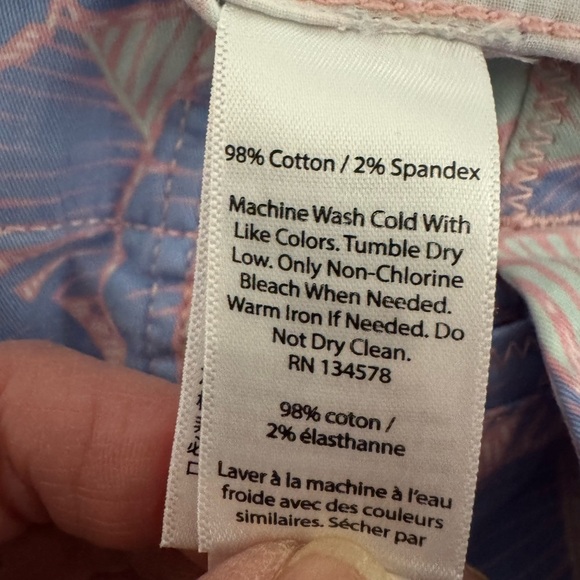 98% Cotton / 2% Spandex
Machine Wash Cold With
Like Colors. Tumble Dry
Low. Only Non-Chlorine
Bleach When Needed.
Warm Iron If Needed. Do
Not Dry Clean.
RN 134578
98% coton /
2% élasthanne
Laver à la machine à l'eau
froide avec des couleurs
similaires. Sécher par